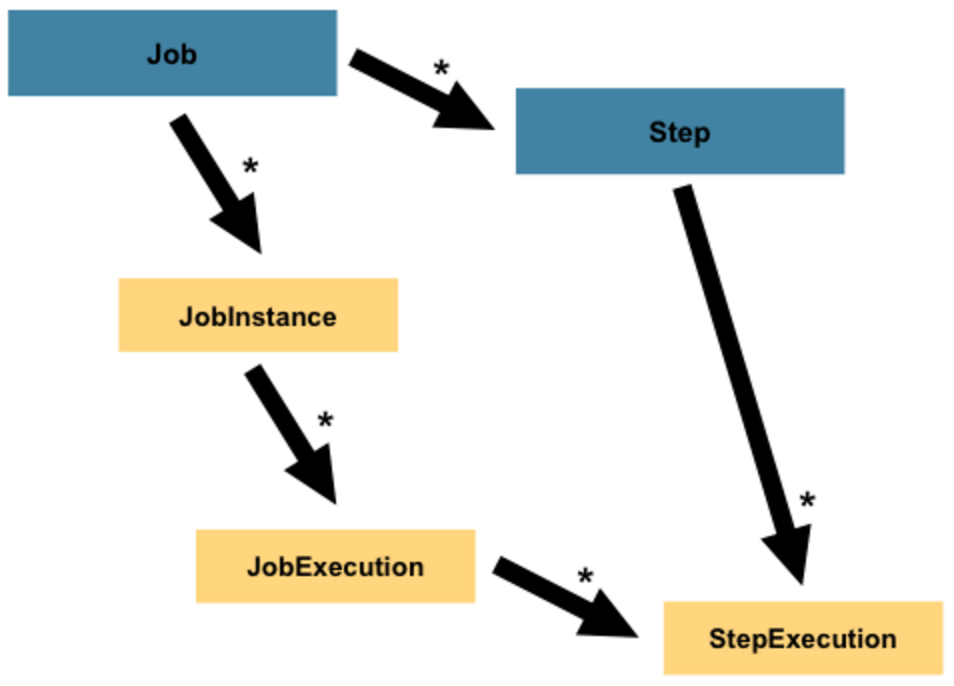 Job
*
Step
*
JobInstance
*
*
JobExecution
*
StepExecution